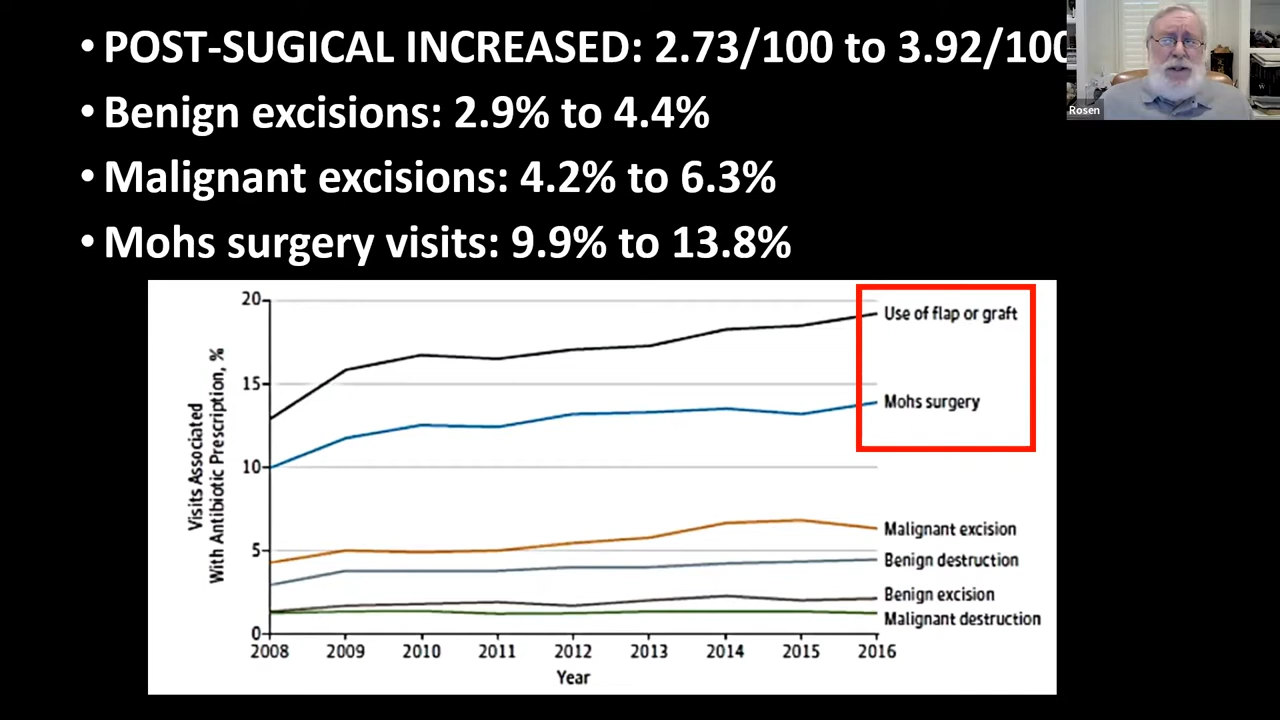 • POST-SUGICAL INCREASED: 2.73/100 to 3.92/100
• Benign excisions: 2.9% to 4.4%
• Malignant excisions: 4.2% to 6.3%
• Mohs surgery visits: 9.9% to 13.8%
Rosen
Visits Associated
With Antibiotic Prescription, %
20
15
10
5
0
Use of flap or graft
Mohs surgery
Malignant excision
Benign destruction
Benign excision
Malignant destruction
2008 2009 2010 2011 2012 2013 2014 2015 2016
Year